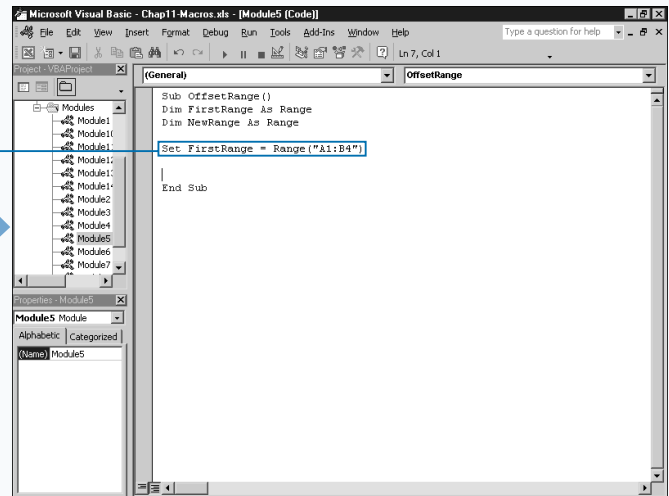 Microsoft Visual Basic - Chap11-Macros.xls - [Module5 (Code)]
File Edit View Insert Format Debug Run Tools Add-Ins Window Help
Type a question for help
Ln 7, Col 1
Project - VBAProject
(General)
OffsetRange
Modules
Module1
Module10
Module2
Module3
Module4
Module5
Module6
Module7
Sub OffsetRange()
Dim FirstRange As Range
Dim NewRange As Range
Set FirstRange = Range("A1:B4")
End Sub
Properties - Module5
Module5 Module
Alphabetic Categorized
(Name) Module5